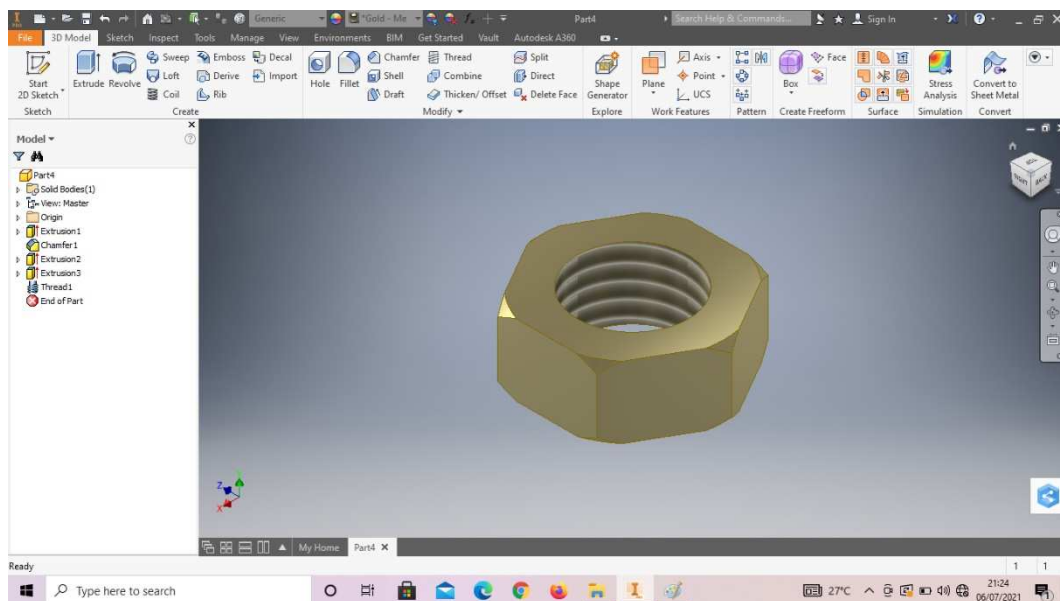 Generic
*Gold - Me
Part4
Search Help & Commands...
Sign In
File 3D Model Sketch Inspect Tools Manage View Environments BIM Get Started Vault Autodesk A360
Start
2D Sketch
Extrude Revolve
Sweep Emboss Decal
Loft Derive Import
Coil Rib
Hole Fillet
Chamfer Thread
Shell Combine
Draft Thicken/ Offset
Split
Direct
Delete Face
Shape
Generator
Plane
Axis
Point
UCS
Box
Face
Stress
Analysis
Convert to
Sheet Metal
Sketch Create Modify Explore Work Features Pattern Create Freeform Surface Simulation Convert
Model
Part4
Solid Bodies(1)
View: Master
Origin
Extrusion1
Chamfer1
Extrusion2
Extrusion3
Thread1
End of Part
RIGHT
Z
X
My Home Part4
Ready 1 1
Type here to search
27°C
21:24
06/07/2021